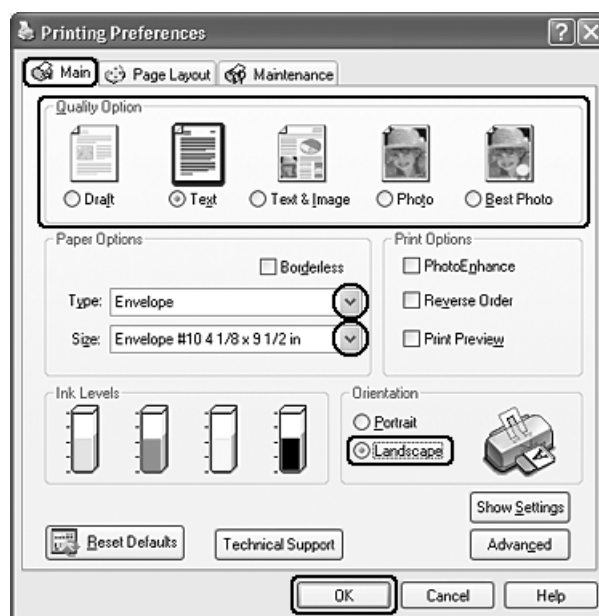 Printing Preferences
Main Page Layout Maintenance
Quality Option
Draft Text Text & Image Photo Best Photo
Paper Options Print Options
Borderless PhotoEnhance
Type: Envelope Reverse Order
Size: Envelope #10 4 1/8 x 9 1/2 in Print Preview
Ink Levels Orientation
Portrait
Landscape
Show Settings
Reset Defaults Technical Support Advanced
OK Cancel Help